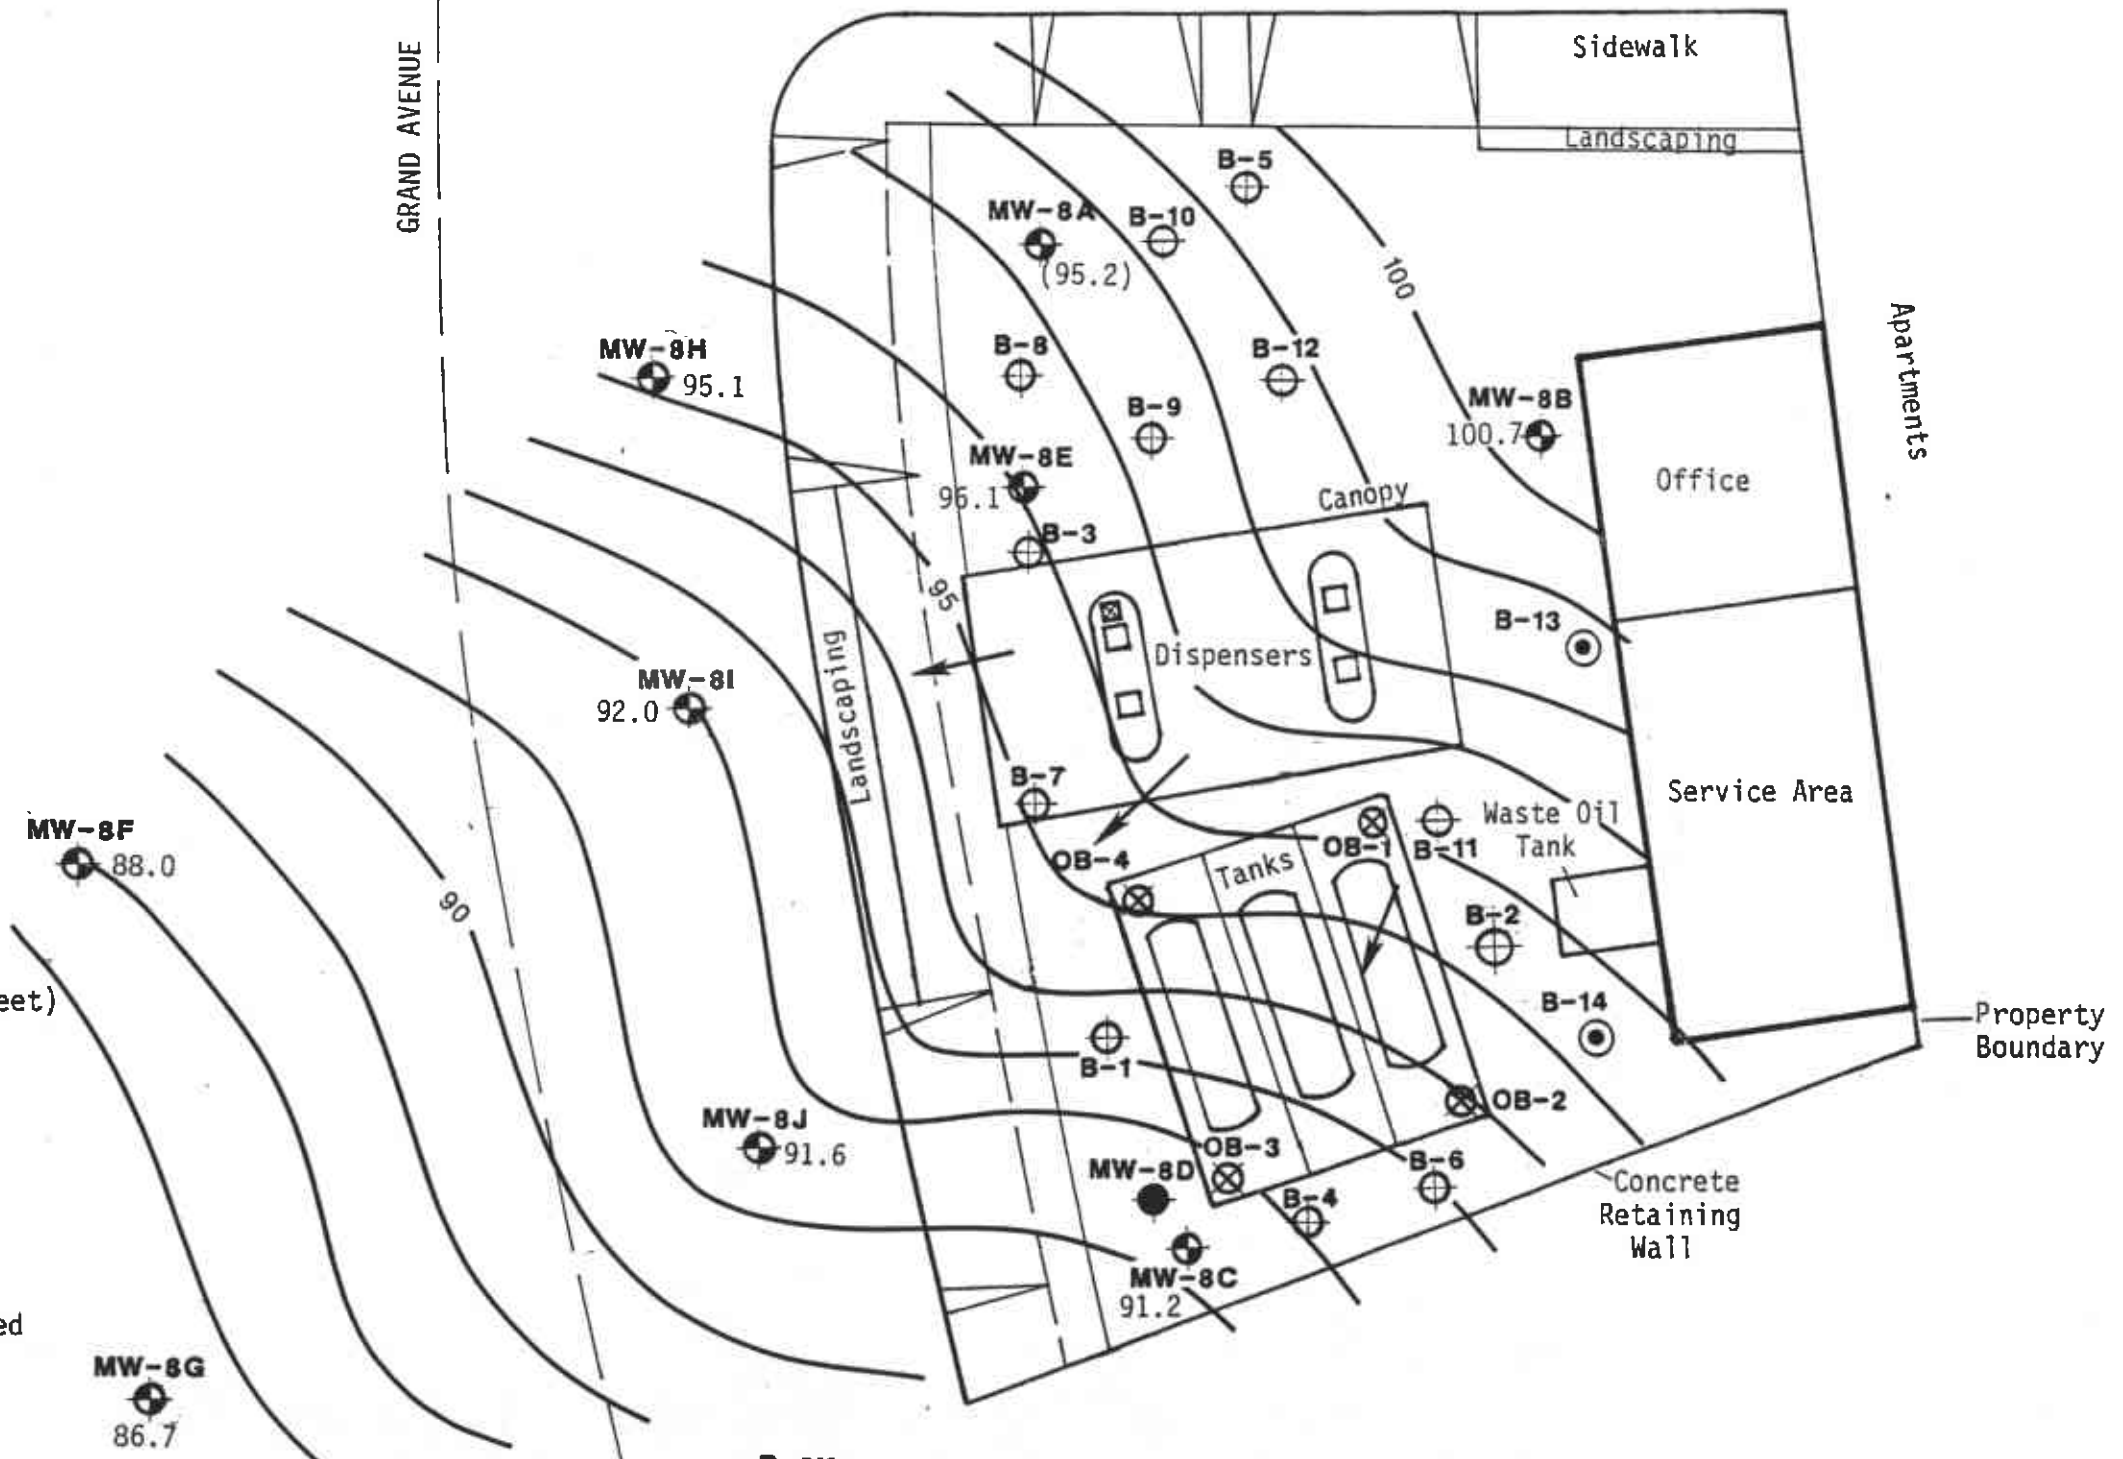 GRAND AVENUE
Sidewalk
Landscaping
B-5
MW-8A
(95.2)
B-10
100
Apartments
MW-8H
95.1
B-8
B-12
B-9
MW-8B
100.7
MW-8E
96.1
Office
Canopy
B-3
95
B-13
Dispensers
Landscaping
MW-8I
92.0
B-7
Service Area
Waste Oil
Tank
MW-8F
88.0
OB-4
Tanks
OB-1
B-11
90
B-2
eet)
B-14
Property
Boundary
B-1
OB-2
MW-8J
91.6
OB-3
MW-8D
B-6
B-4
Concrete
Retaining
Wall
MW-8C
91.2
ed
MW-8G
86.7